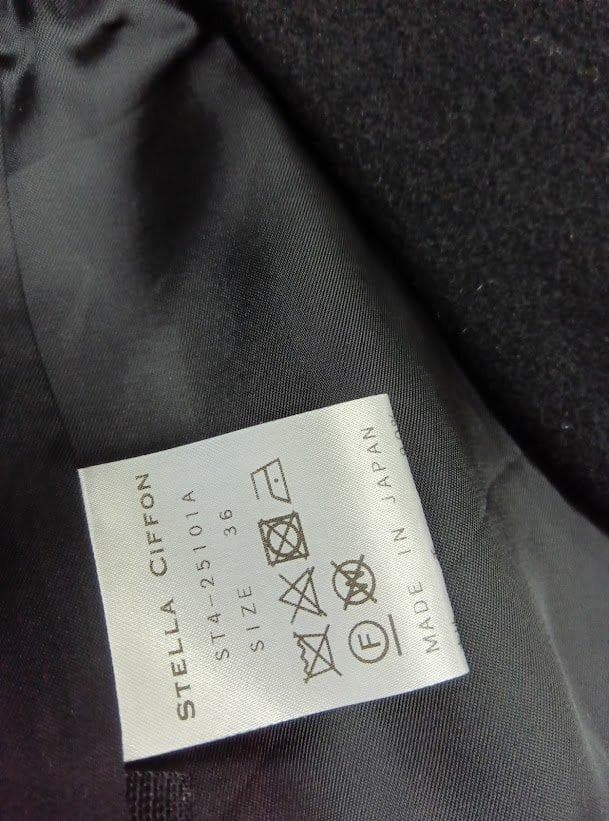 STELLA CIFFON
ST4-25101A
SIZE 36
F W
MADE IN JAPAN